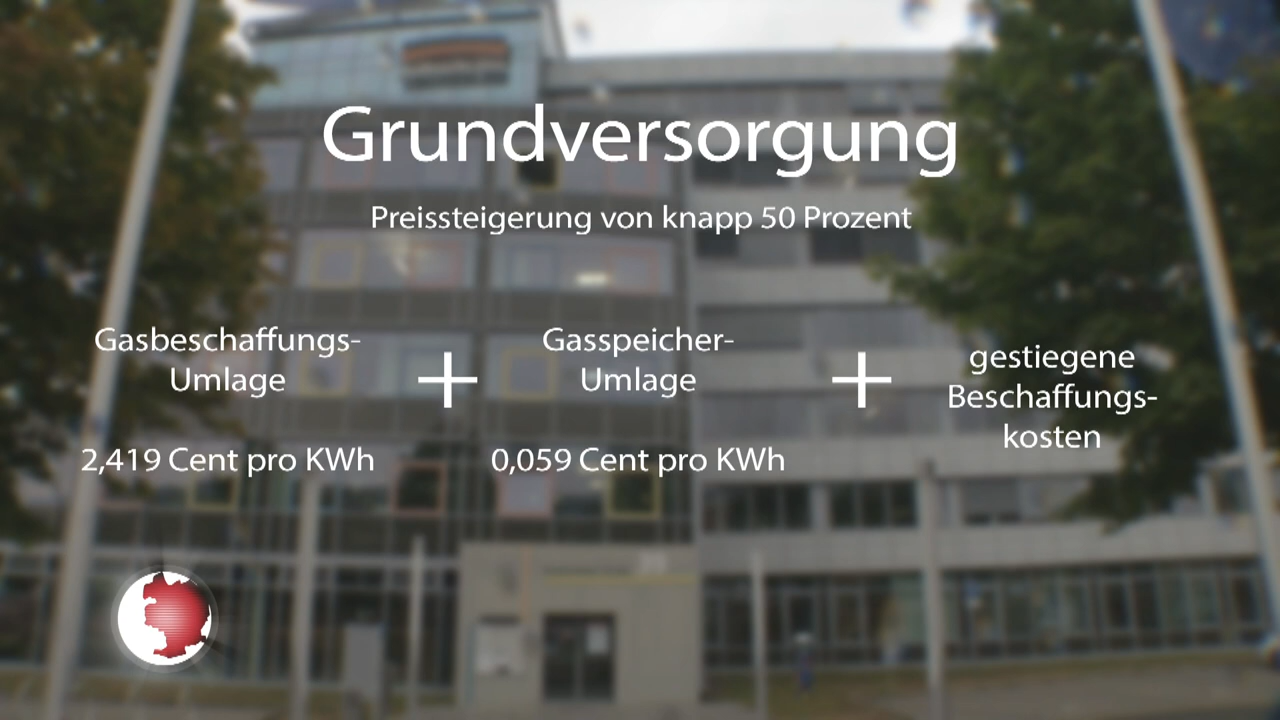 Grundversorgung
Preissteigerung von knapp 50 Prozent
Gasbeschaffungs-
Umlage
2,419 Cent pro KWh
+
Gasspeicher-
Umlage
0,059 Cent pro KWh
+
gestiegene
Beschaffungs-
kosten